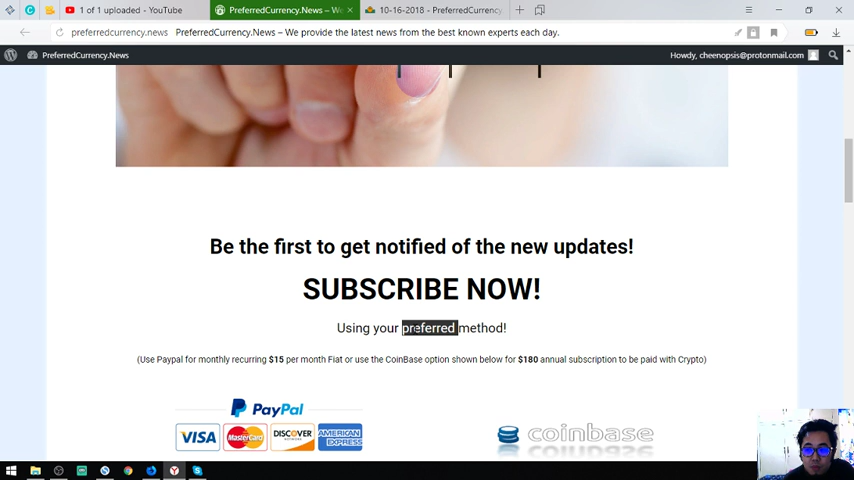 1 of 1 uploaded - YouTube
PreferredCurrency.News – We
10-16-2018 - PreferredCurrency
preferredcurrency.news PreferredCurrency.News – We provide the latest news from the best known experts each day.
PreferredCurrency.News
Howdy, cheenopsis@protonmail.com
Be the first to get notified of the new updates!
SUBSCRIBE NOW!
Using your preferred method!
(Use Paypal for monthly recurring $15 per month Fiat or use the CoinBase option shown below for $180 annual subscription to be paid with Crypto)
PayPal
VISA MasterCard DISCOVER NETWORK AMERICAN EXPRESS
coinbase